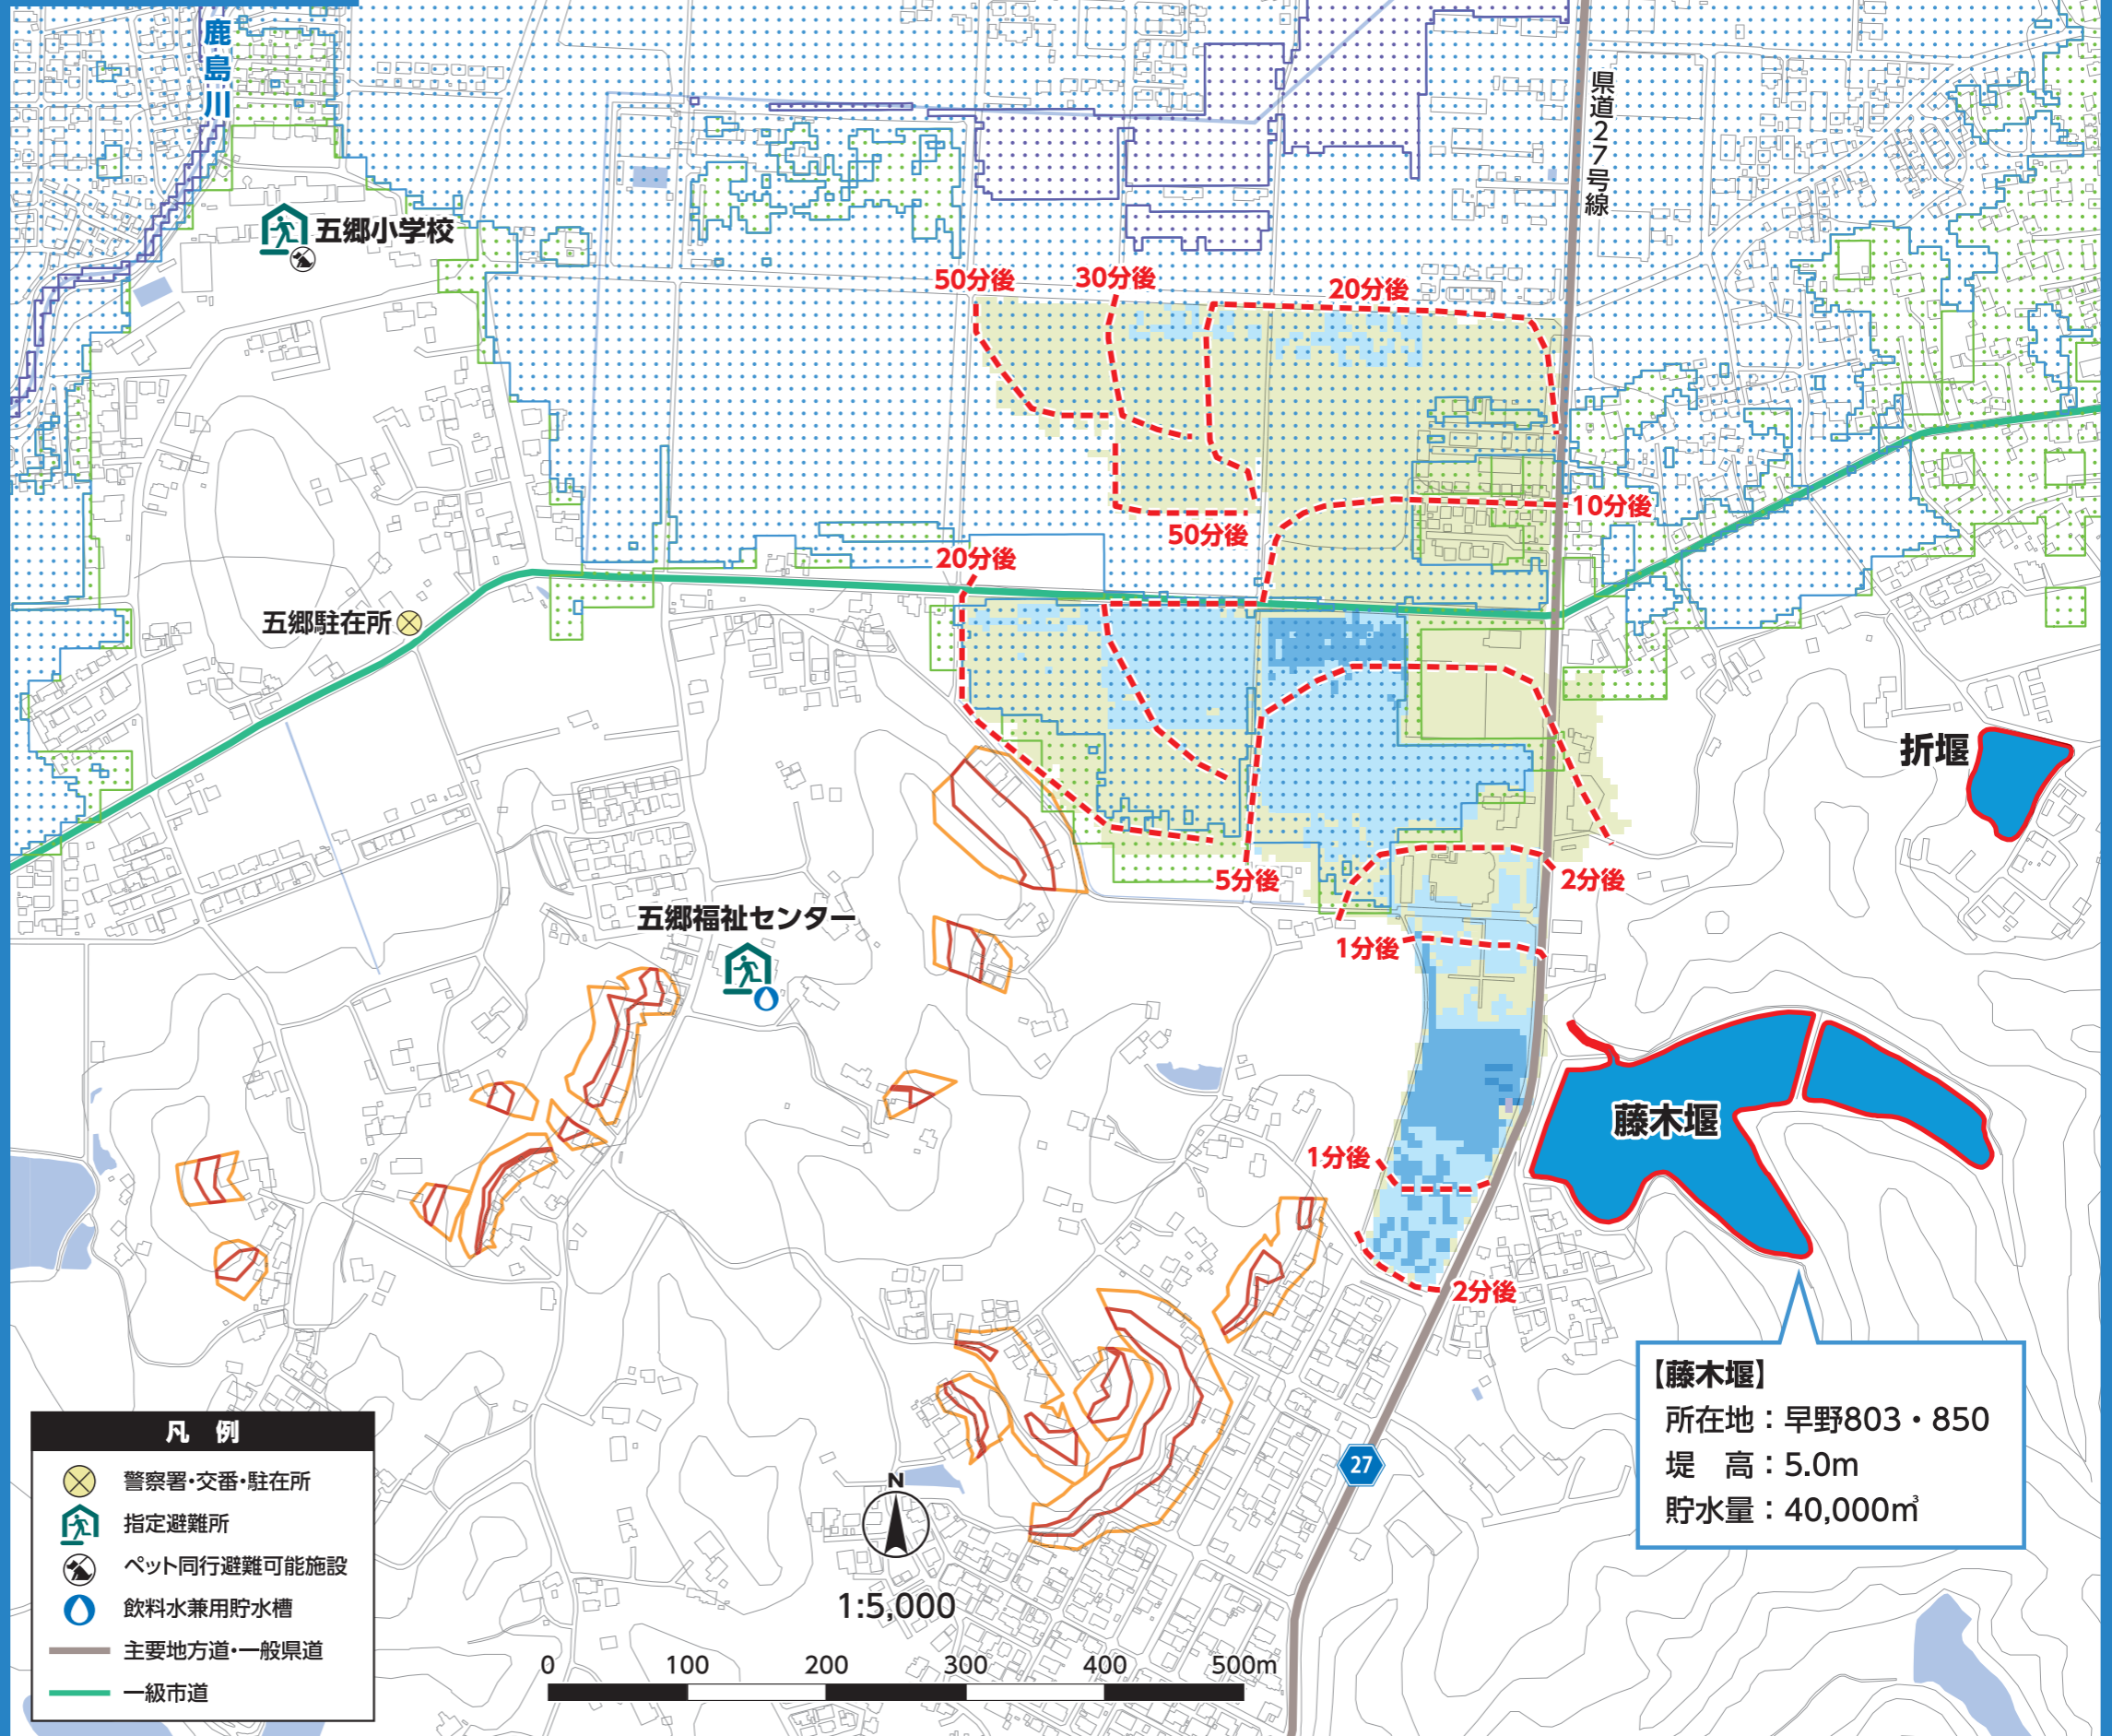 鹿島川
県道27号線
五郷小学校
50分後
30分後
20分後
10分後
50分後
20分後
五郷駐在所
折堰
5分後
2分後
五郷福祉センター
1分後
藤木堰
1分後
2分後
【藤木堰】
所在地：早野803・850
堤　高：5.0m
貯水量：40,000㎥
27
凡　例
警察署・交番・駐在所
指定避難所
ペット同行避難可能施設
飲料水兼用貯水槽
主要地方道・一般県道
一級市道
N
1:5,000
0 100 200 300 400 500m